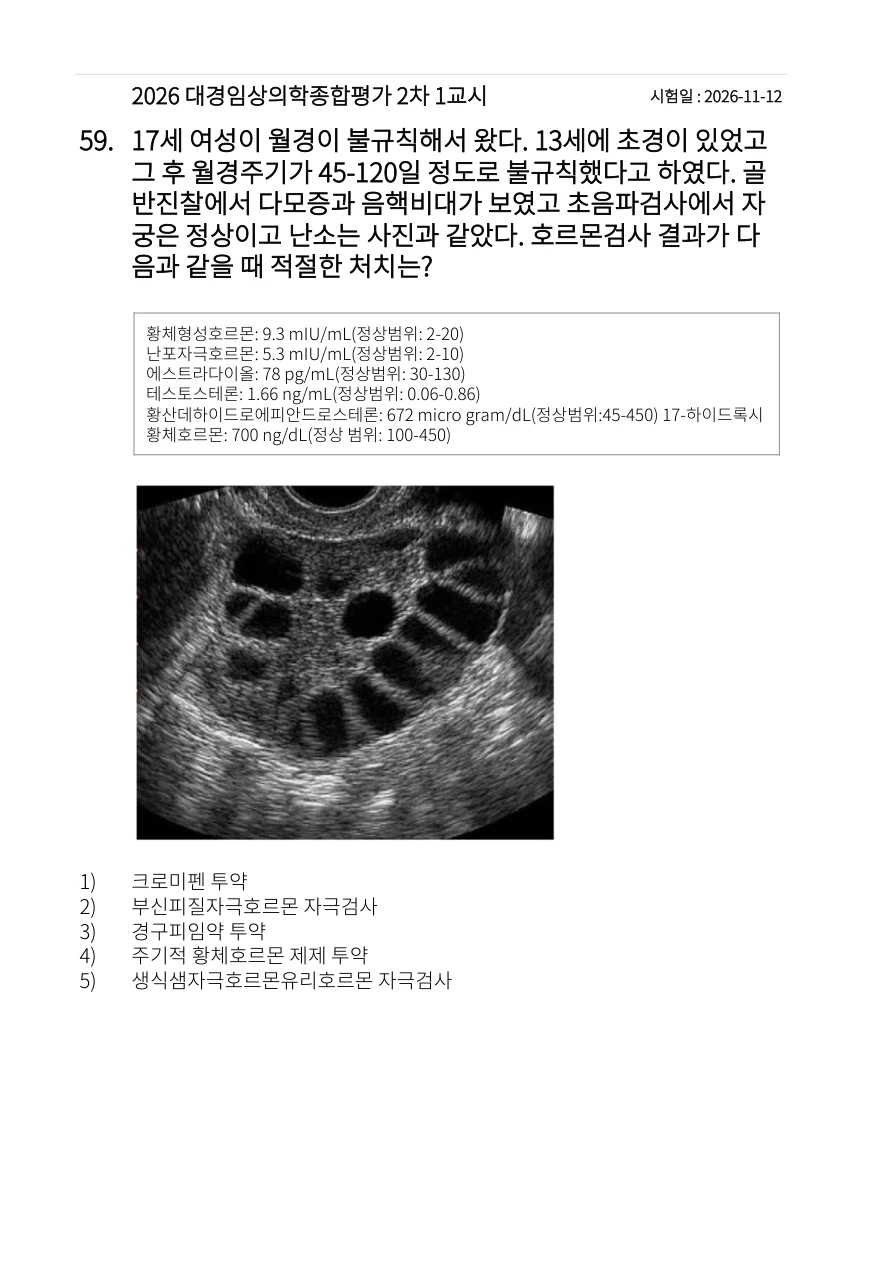 2026 대경임상의학종합평가 2차 1교시
시험일 : 2026-11-12
59. 17세 여성이 월경이 불규칙해서 왔다. 13세에 초경이 있었고
그 후 월경주기가 45-120일 정도로 불규칙했다고 하였다. 골
반진찰에서 다모증과 음핵비대가 보였고 초음파검사에서 자
궁은 정상이고 난소는 사진과 같았다. 호르몬검사 결과가 다
음과 같을 때 적절한 처치는?
황체형성호르몬: 9.3 mIU/mL(정상범위: 2-20)
난포자극호르몬: 5.3 mIU/mL(정상범위: 2-10)
에스트라다이올: 78 pg/mL(정상범위: 30-130)
테스토스테론: 1.66 ng/mL(정상범위: 0.06-0.86)
황산데하이드로에피안드로스테론: 672 micro gram/dL(정상범위:45-450) 17-하이드록시
황체호르몬: 700 ng/dL(정상 범위: 100-450)
1) 크로미펜 투약
2) 부신피질자극호르몬 자극검사
3) 경구피임약 투약
4) 주기적 황체호르몬 제제 투약
5) 생식샘자극호르몬유리호르몬 자극검사